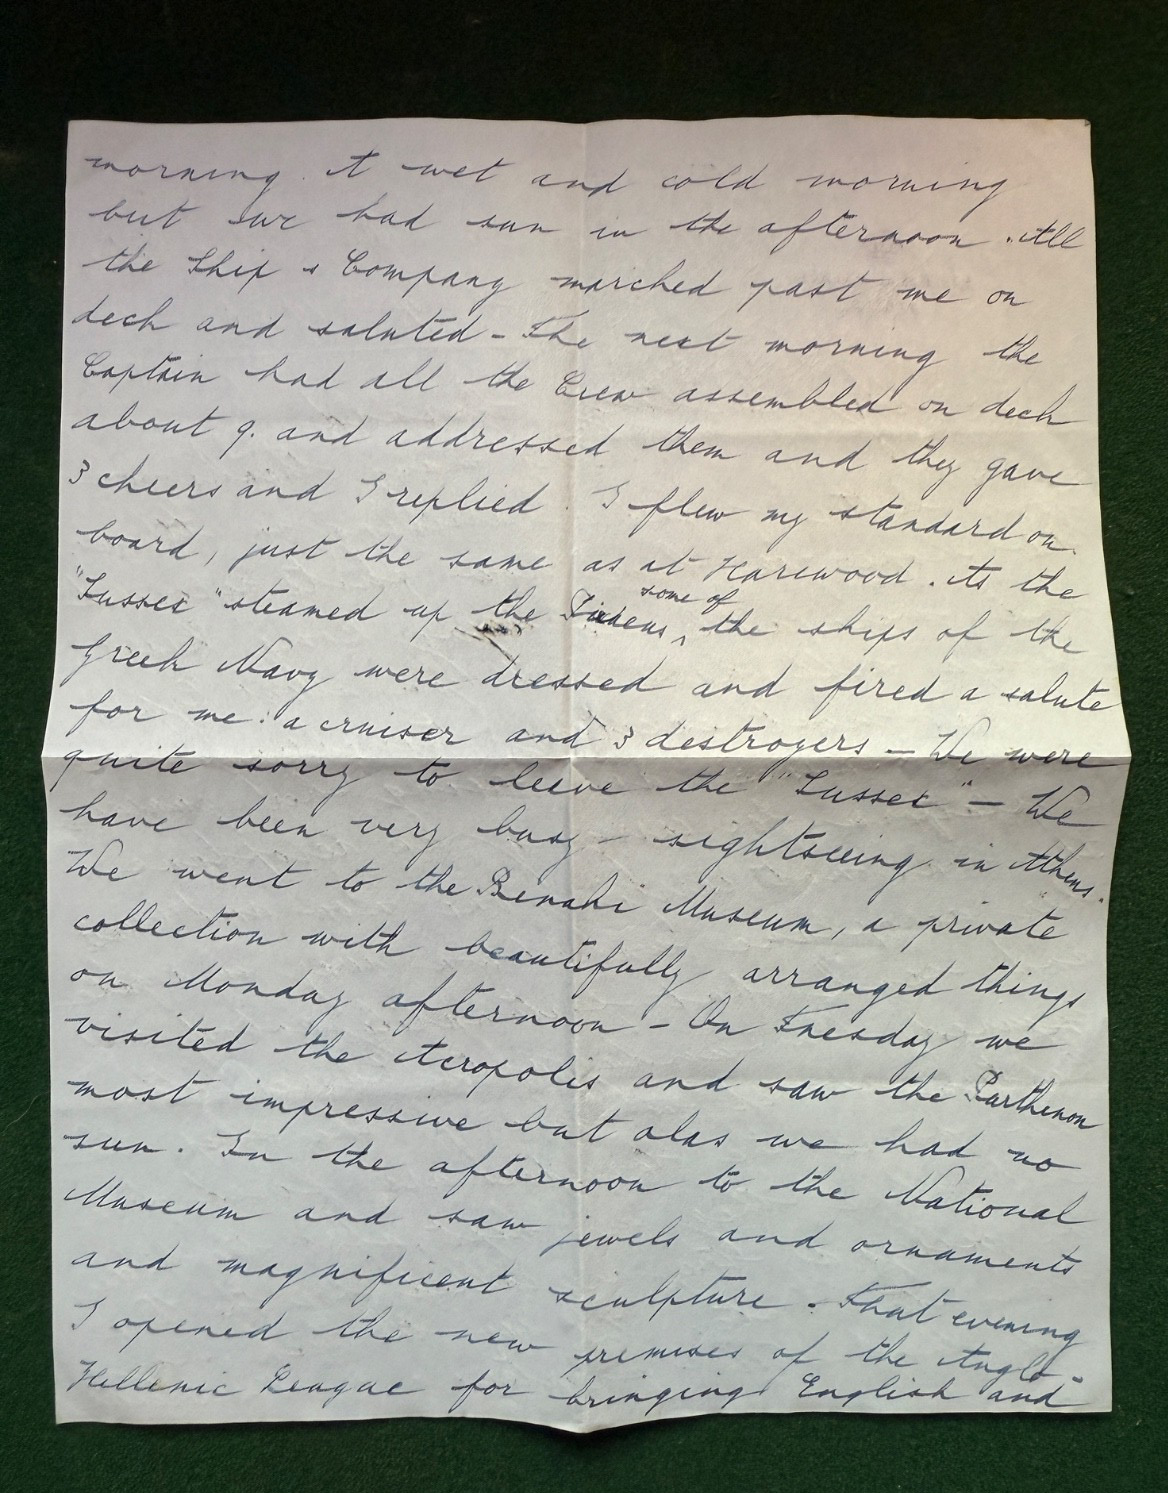 morning. A wet and cold morning
but we had sun in the afternoon. All
the Ship's Company marched past me on
deck and saluted – The next morning the
Captain had all the Crew assembled on deck
about 9. and addressed them and they gave
3 cheers and I replied. I flew my standard on
board, just the same as at Harewood. As the
"Sussex" steamed up the some of the ships of the
Greek Navy were dressed and fired a salute
for me: a cruiser and 3 destroyers – We were
quite sorry to leave the "Sussex" – We
have been very busy – sightseeing in Athens.
We went to the Benaki Museum, a private
collection with beautifully arranged things
on Monday afternoon – On Tuesday we
visited the Acropolis and saw the Parthenon
most impressive but alas we had no
sun. In the afternoon to the National
Museum and saw jewels and ornaments
and magnificent sculpture. That evening
I opened the new premises of the Anglo-
Hellenic League for bringing English and